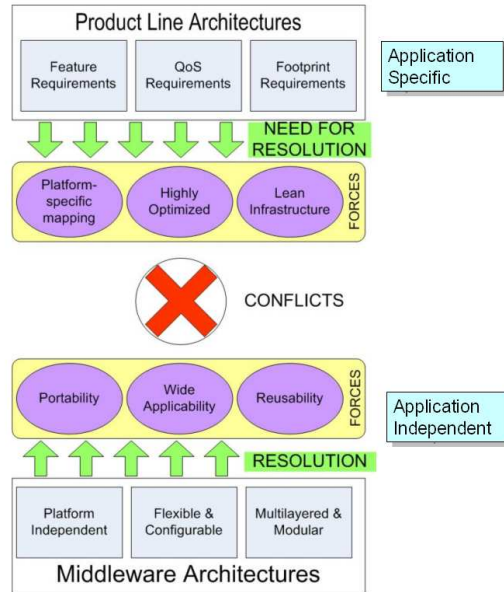 Product Line Architectures
Feature
Requirements
QoS
Requirements
Footprint
Requirements
Application
Specific
NEED FOR
RESOLUTION
Platform-
specific
mapping
Highly
Optimized
Lean
Infrastructure
FORCES
CONFLICTS
Portability
Wide
Applicability
Reusability
FORCES
Application
Independent
RESOLUTION
Platform
Independent
Flexible &
Configurable
Multilayered &
Modular
Middleware Architectures